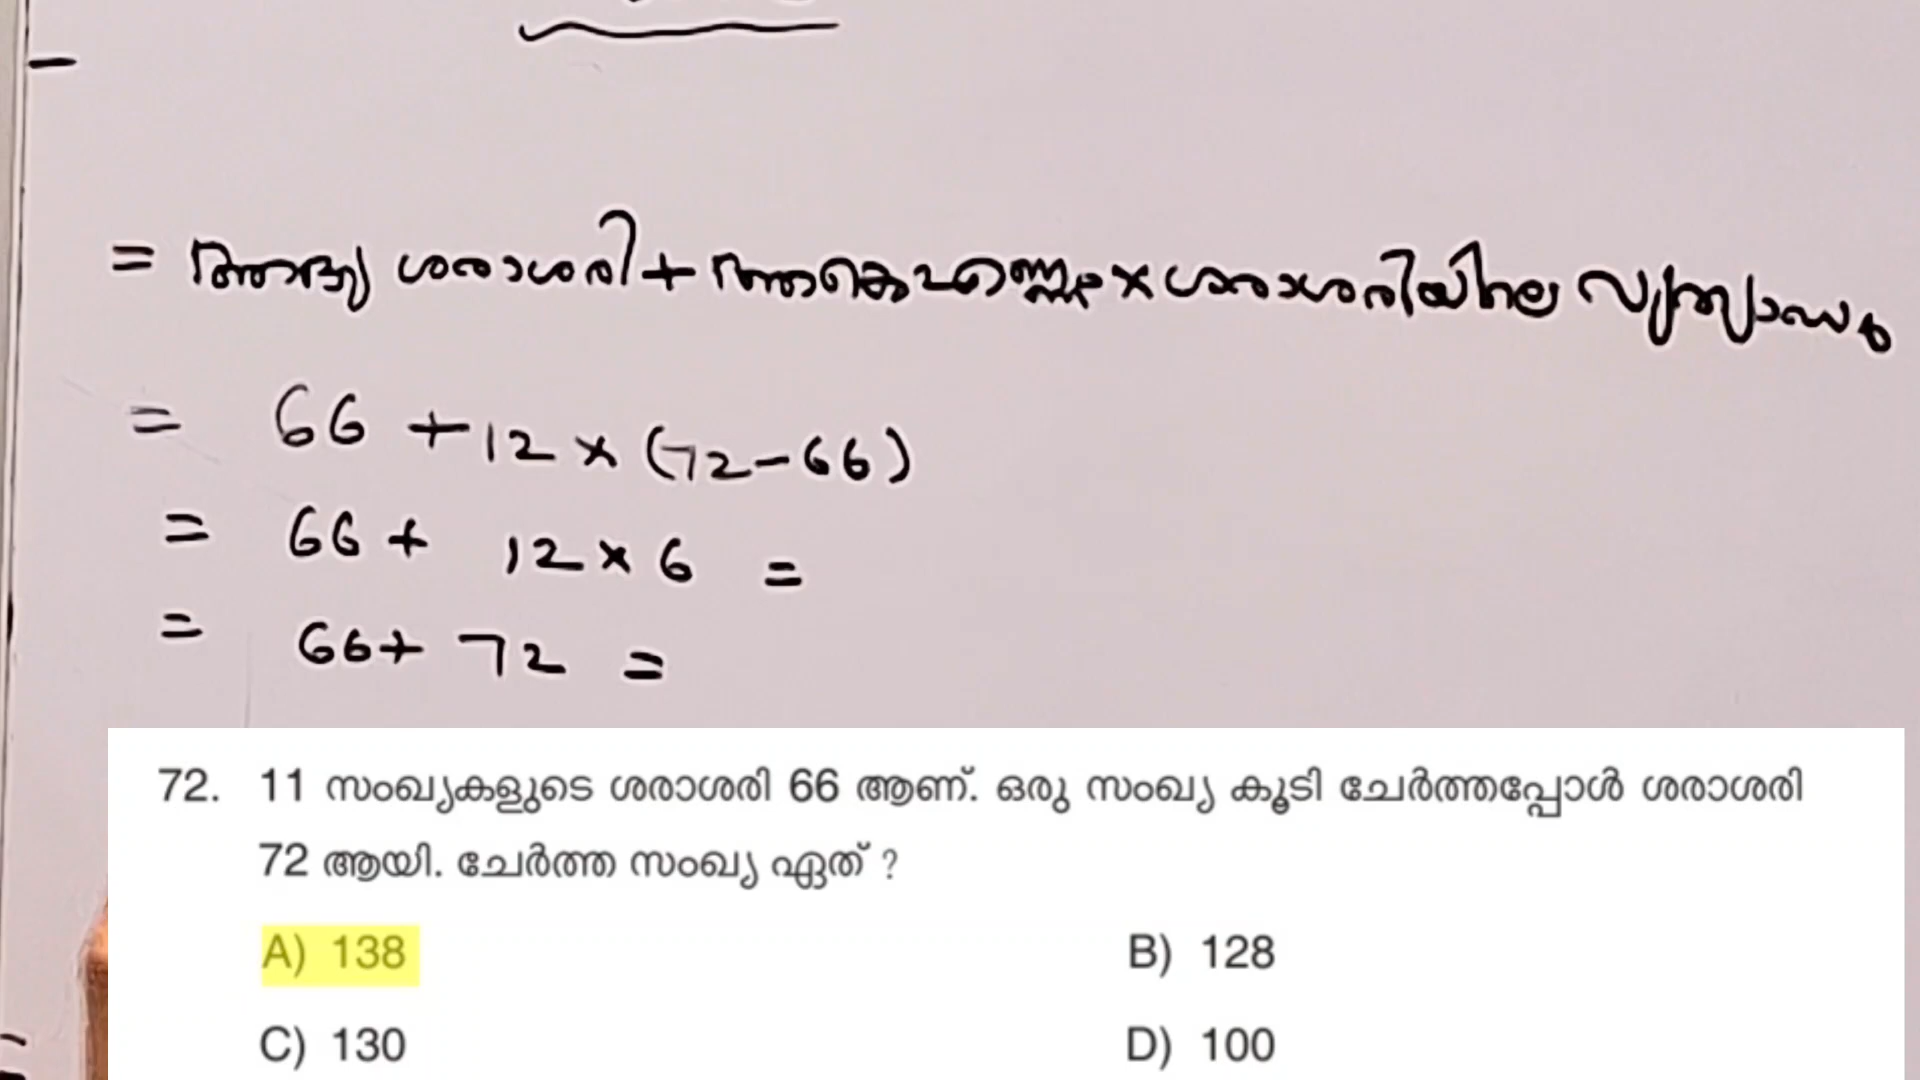 = ആദ്യ ശരാശരി + ആകെ എണ്ണം × ശരാശരിയിലെ വ്യത്യാസം
= 66 + 12 × (72-66)
= 66 + 12 × 6 =
= 66 + 72 =
72. 11 സംഖ്യകളുടെ ശരാശരി 66 ആണ്. ഒരു സംഖ്യ കൂടി ചേർത്തപ്പോൾ ശരാശരി
72 ആയി. ചേർത്ത സംഖ്യ ഏത് ?
A) 138 B) 128
C) 130 D) 100